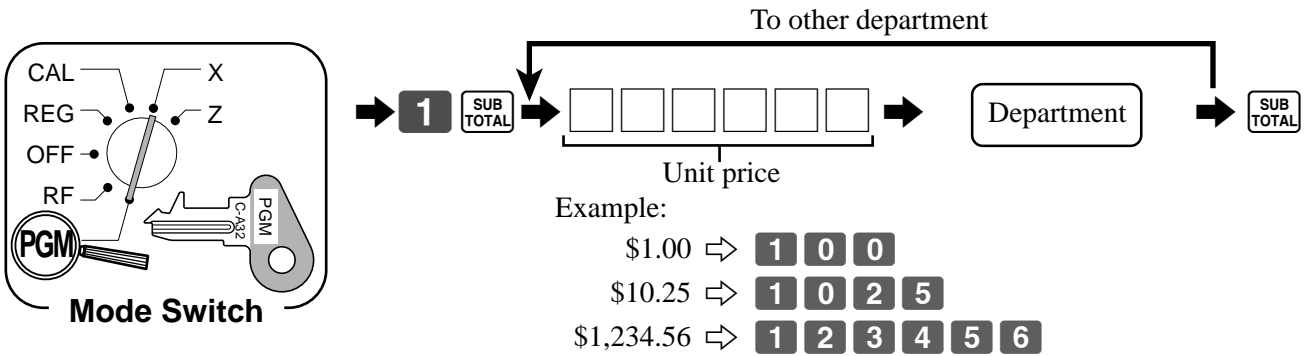 To other department
CAL
X
REG
Z
OFF
RF
PGM
C-A32
PGM
Mode Switch
1 SUB TOTAL
Department
SUB TOTAL
Unit price
Example:
$1.00 ⇨ 1 0 0
$10.25 ⇨ 1 0 2 5
$1,234.56 ⇨ 1 2 3 4 5 6